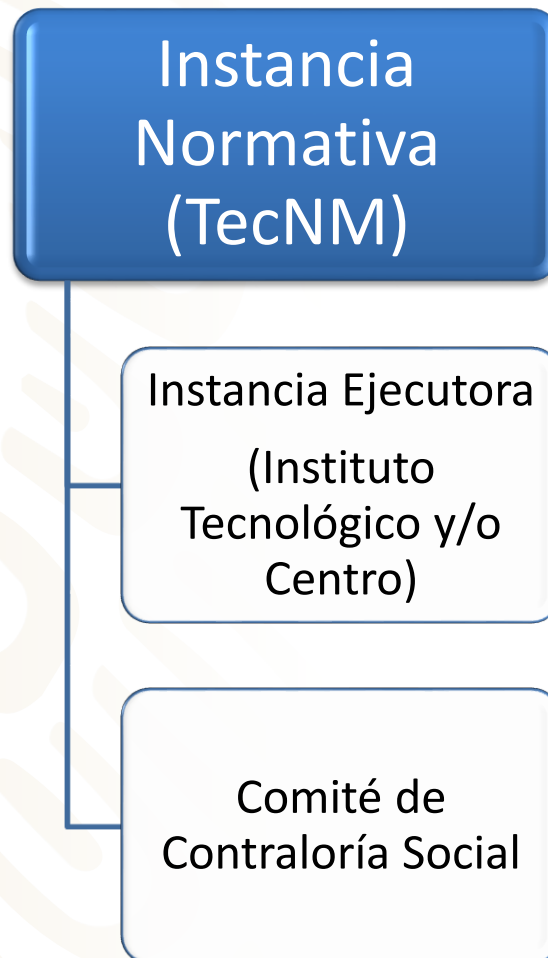 Instancia
Normativa
(TecNM)
Instancia Ejecutora
(Instituto
Tecnológico y/o
Centro)
Comité de
Contraloría Social